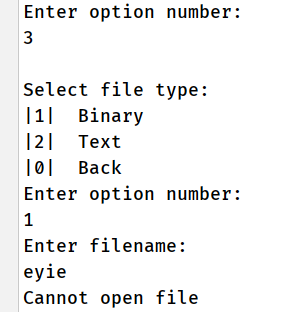 Enter option number:
3

Select file type:
|1|  Binary
|2|  Text
|0|  Back
Enter option number:
1
Enter filename:
eyie
Cannot open file